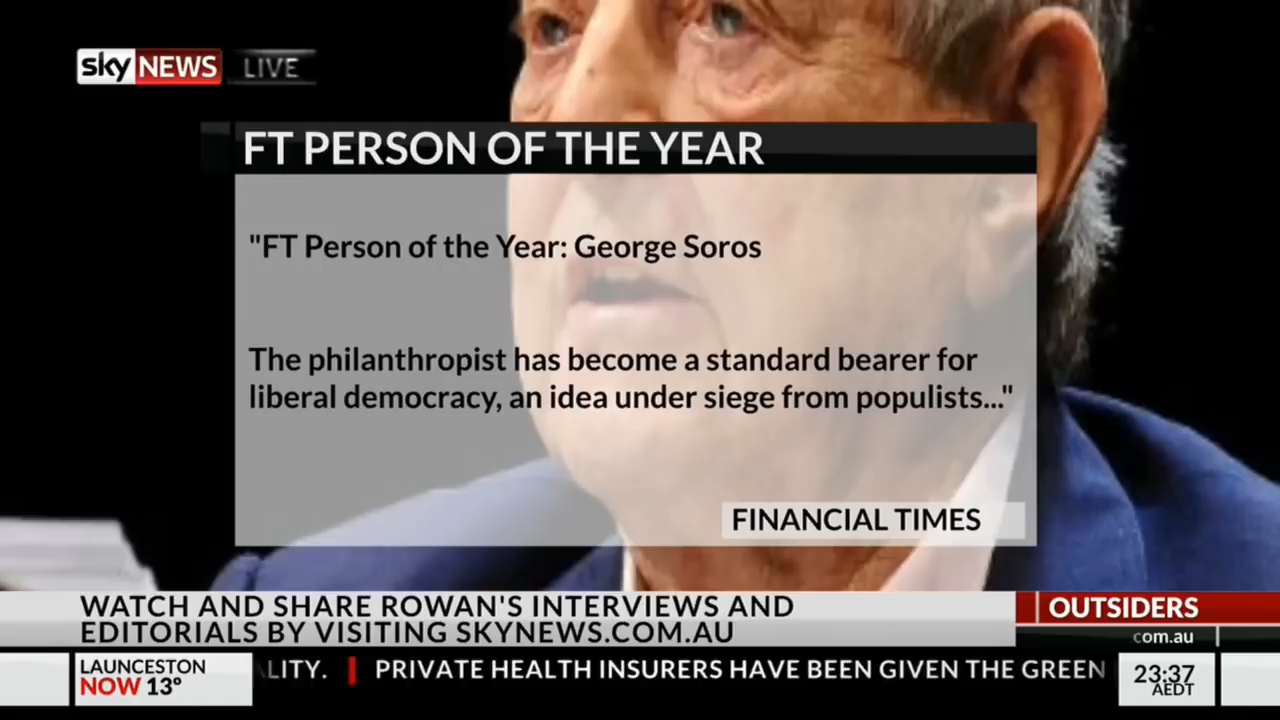 sky NEWS LIVE
FT PERSON OF THE YEAR
"FT Person of the Year: George Soros
The philanthropist has become a standard bearer for
liberal democracy, an idea under siege from populists..."
FINANCIAL TIMES
WATCH AND SHARE ROWAN'S INTERVIEWS AND
EDITORIALS BY VISITING SKYNEWS.COM.AU
OUTSIDERS
com.au
LAUNCESTON
NOW 13º
LITY. | PRIVATE HEALTH INSURERS HAVE BEEN GIVEN THE GREEN
23:37
AEDT